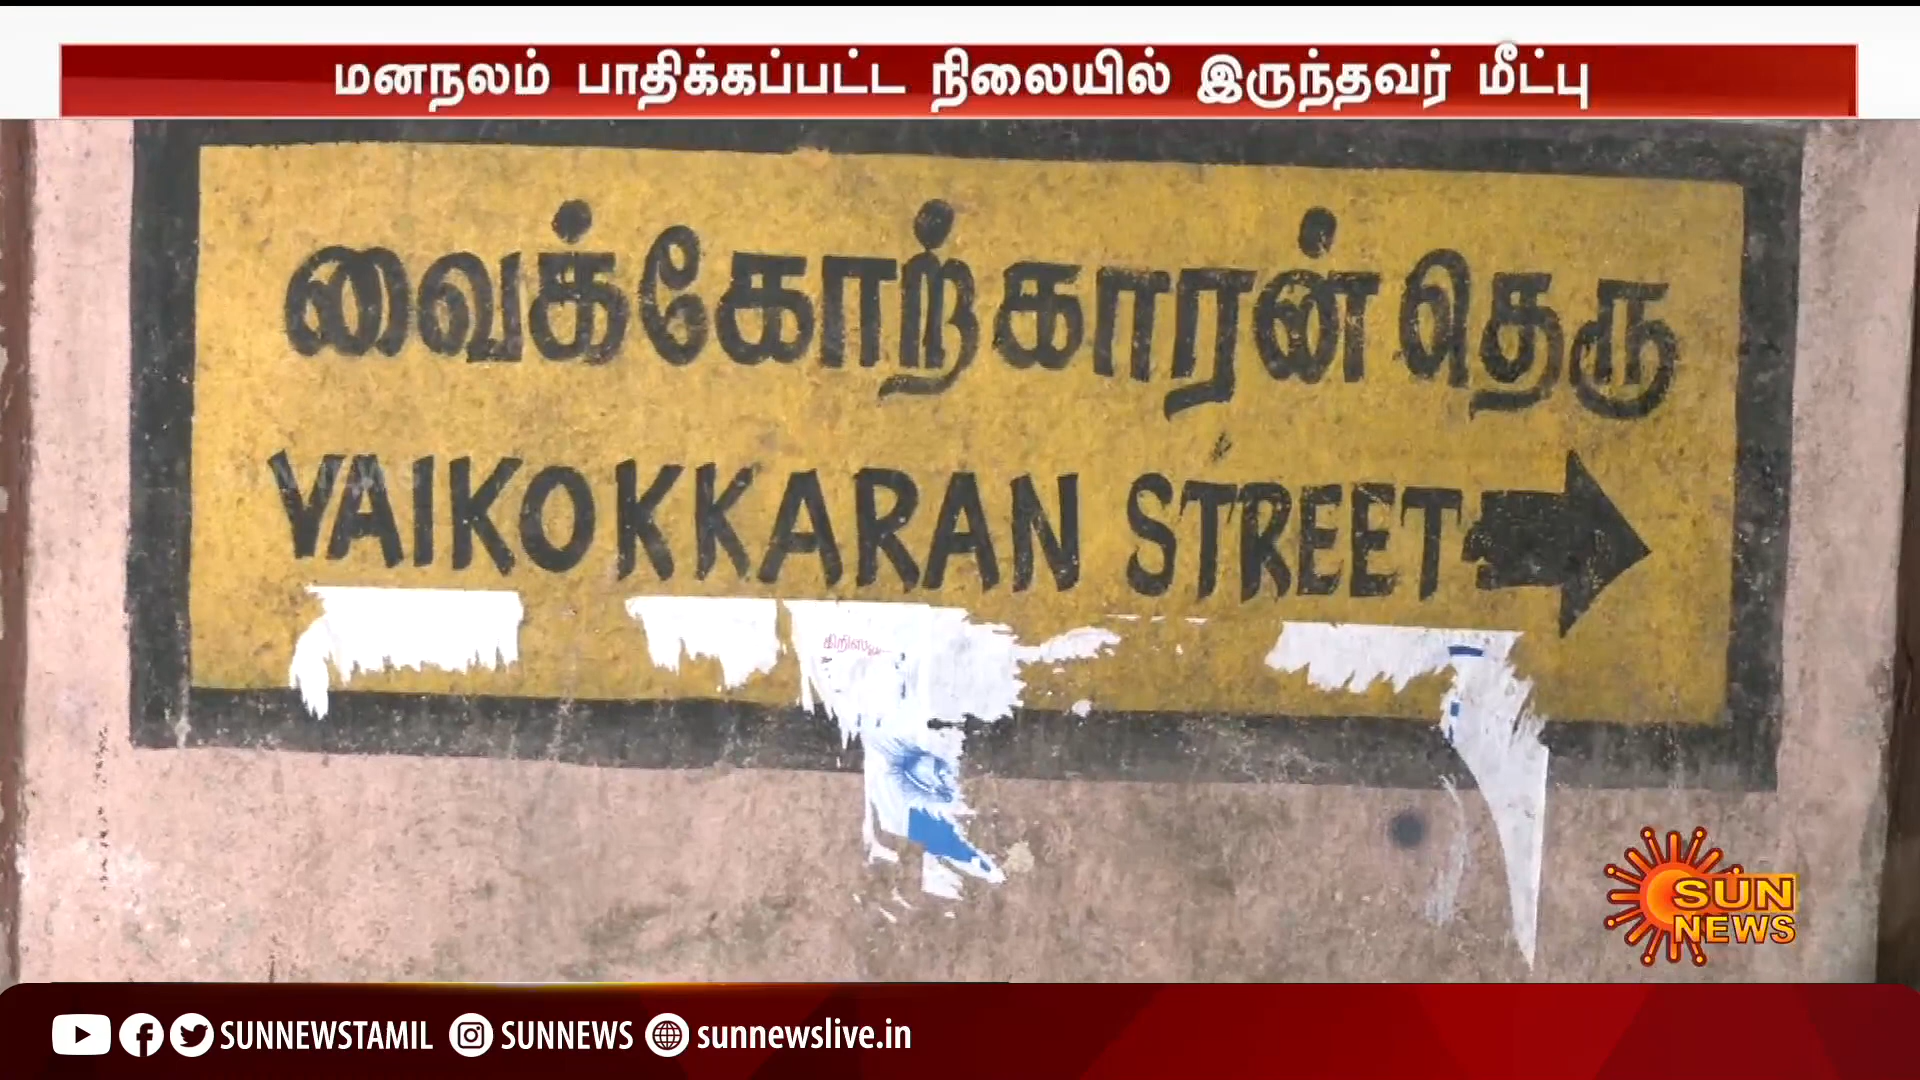 மனநலம் பாதிக்கப்பட்ட நிலையில் இருந்தவர் மீட்பு
வைக்கோற்காரன் தெரு
VAIKOKKARAN STREET
SUN
NEWS
SUNNEWSTAMIL SUNNEWS sunnewslive.in